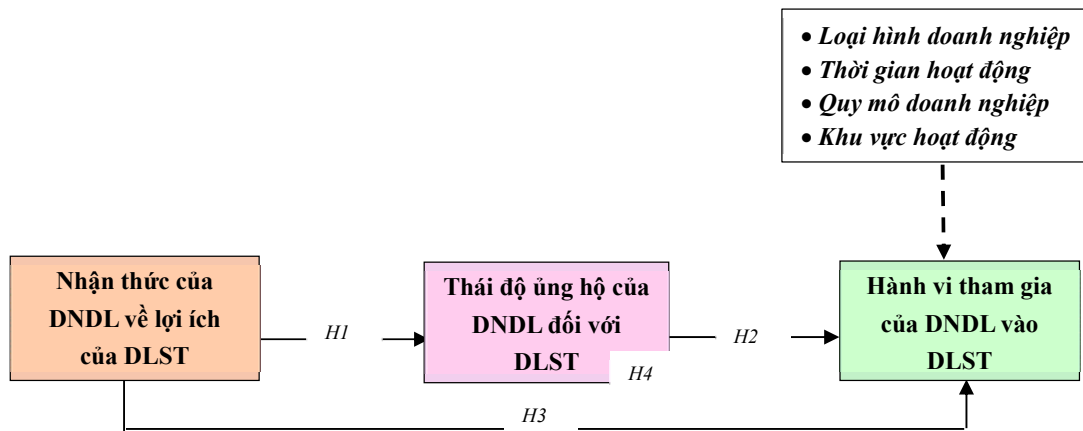 • Loại hình doanh nghiệp
• Thời gian hoạt động
• Quy mô doanh nghiệp
• Khu vực hoạt động
Nhận thức của
DNDL về lợi ích
của DLST
H1
Thái độ ủng hộ của
DNDL đối với
DLST
H4
H2
Hành vi tham gia
của DNDL vào
DLST
H3